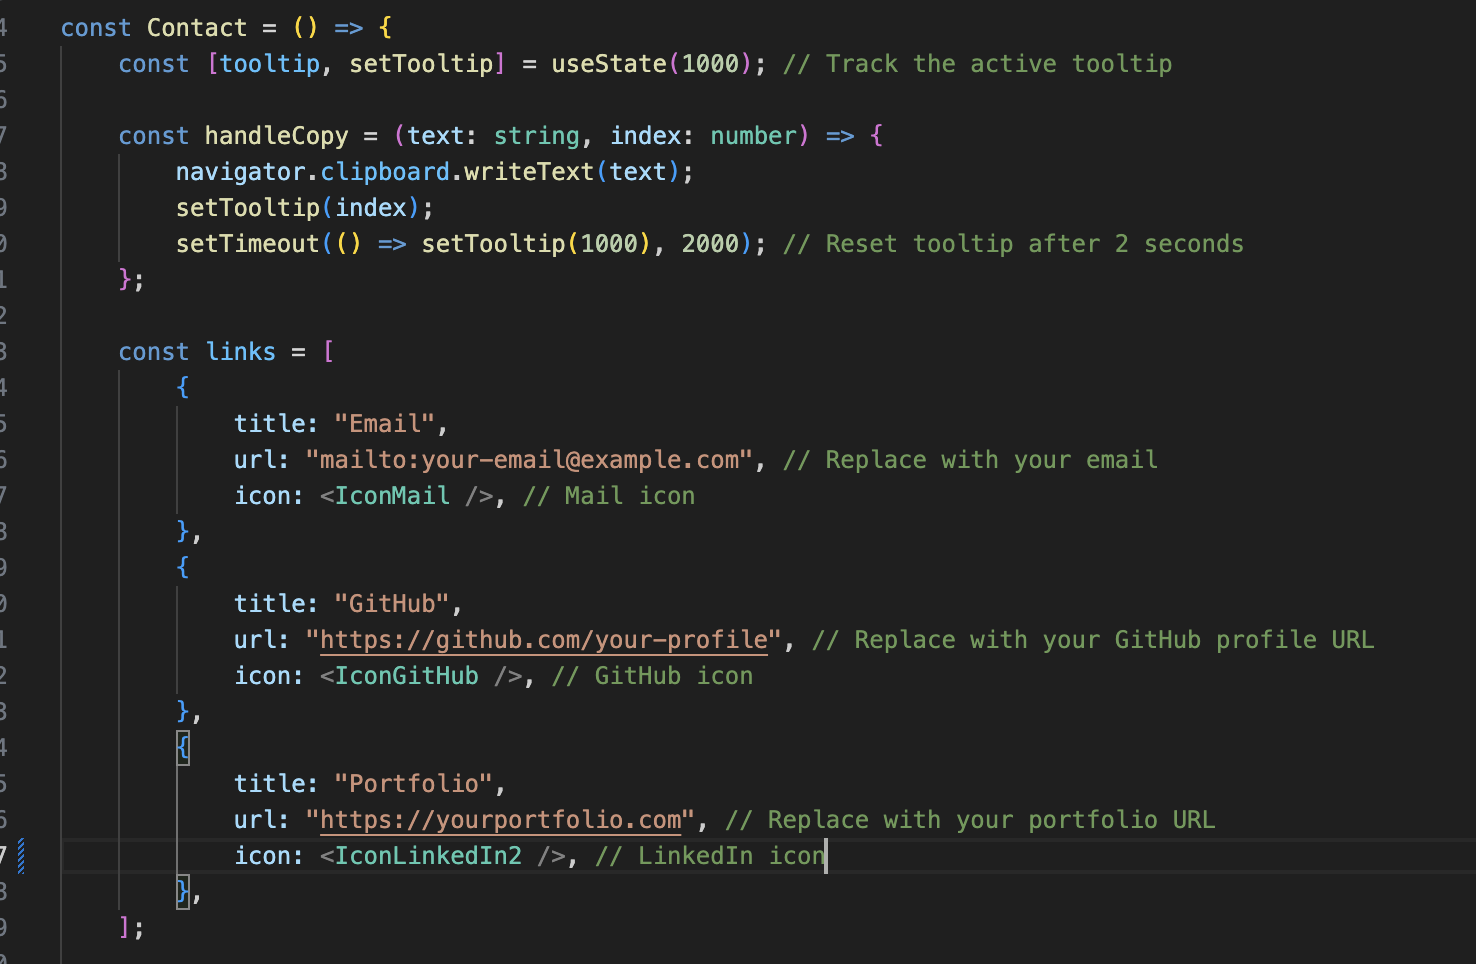 4 const Contact = () => {
5 const [tooltip, setTooltip] = useState(1000); // Track the active tooltip
6
7 const handleCopy = (text: string, index: number) => {
8 navigator.clipboard.writeText(text);
9 setTooltip(index);
0 setTimeout(() => setTooltip(1000), 2000); // Reset tooltip after 2 seconds
1 };
2
3 const links = [
4 {
5 title: "Email",
6 url: "mailto:your-email@example.com", // Replace with your email
7 icon: <IconMail />, // Mail icon
8 },
9 {
0 title: "GitHub",
1 url: "https://github.com/your-profile", // Replace with your GitHub profile URL
2 icon: <IconGitHub />, // GitHub icon
3 },
4 {
5 title: "Portfolio",
6 url: "https://yourportfolio.com", // Replace with your portfolio URL
7 icon: <IconLinkedIn2 />, // LinkedIn icon
8 },
9 ];
0